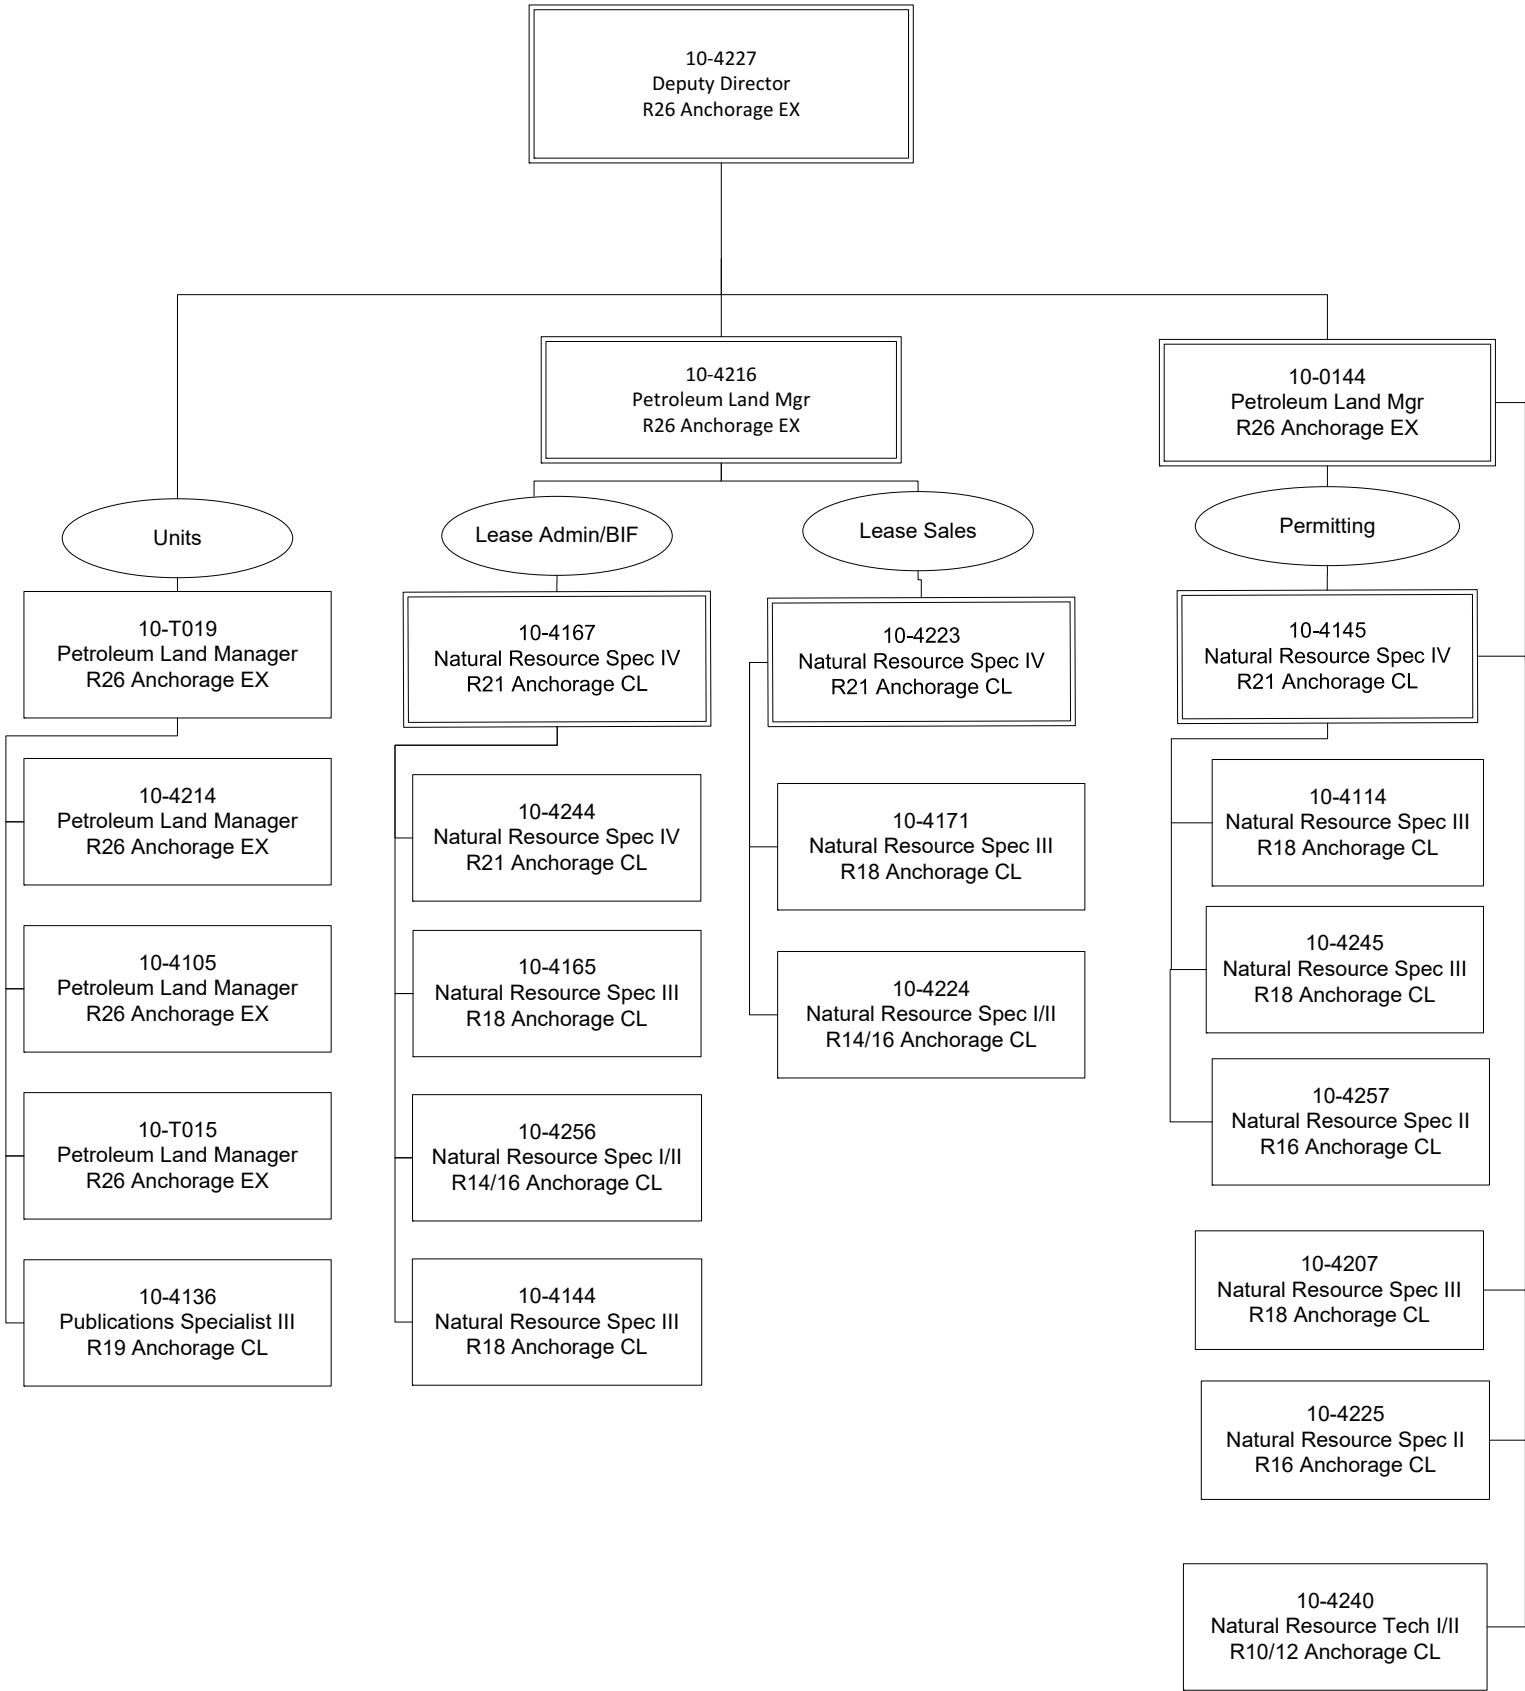 10-4227
Deputy Director
R26 Anchorage EX
10-4216
Petroleum Land Mgr
R26 Anchorage EX
10-0144
Petroleum Land Mgr
R26 Anchorage EX
Units
10-T019
Petroleum Land Manager
R26 Anchorage EX
10-4214
Petroleum Land Manager
R26 Anchorage EX
10-4105
Petroleum Land Manager
R26 Anchorage EX
10-T015
Petroleum Land Manager
R26 Anchorage EX
10-4136
Publications Specialist III
R19 Anchorage CL
Lease Admin/BIF
10-4167
Natural Resource Spec IV
R21 Anchorage CL
10-4244
Natural Resource Spec IV
R21 Anchorage CL
10-4165
Natural Resource Spec III
R18 Anchorage CL
10-4256
Natural Resource Spec I/II
R14/16 Anchorage CL
10-4144
Natural Resource Spec III
R18 Anchorage CL
Lease Sales
10-4223
Natural Resource Spec IV
R21 Anchorage CL
10-4171
Natural Resource Spec III
R18 Anchorage CL
10-4224
Natural Resource Spec I/II
R14/16 Anchorage CL
Permitting
10-4145
Natural Resource Spec IV
R21 Anchorage CL
10-4114
Natural Resource Spec III
R18 Anchorage CL
10-4245
Natural Resource Spec III
R18 Anchorage CL
10-4257
Natural Resource Spec II
R16 Anchorage CL
10-4207
Natural Resource Spec III
R18 Anchorage CL
10-4225
Natural Resource Spec II
R16 Anchorage CL
10-4240
Natural Resource Tech I/II
R10/12 Anchorage CL